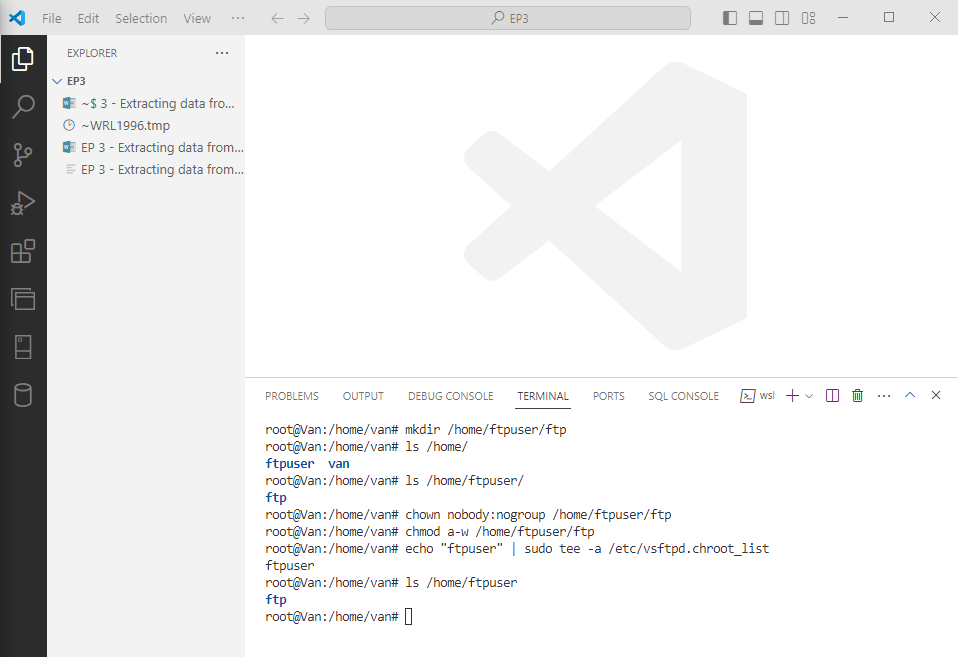 File Edit Selection View ··· ← → EP3
EXPLORER ···
EP3
~$ 3 - Extracting data fro...
~WRL1996.tmp
EP 3 - Extracting data from...
EP 3 - Extracting data from...
PROBLEMS OUTPUT DEBUG CONSOLE TERMINAL PORTS SQL CONSOLE wsl ···
root@Van:/home/van# mkdir /home/ftpuser/ftp
root@Van:/home/van# ls /home/
ftpuser van
root@Van:/home/van# ls /home/ftpuser/
ftp
root@Van:/home/van# chown nobody:nogroup /home/ftpuser/ftp
root@Van:/home/van# chmod a-w /home/ftpuser/ftp
root@Van:/home/van# echo "ftpuser" | sudo tee -a /etc/vsftpd.chroot_list
ftpuser
root@Van:/home/van# ls /home/ftpuser
ftp
root@Van:/home/van#